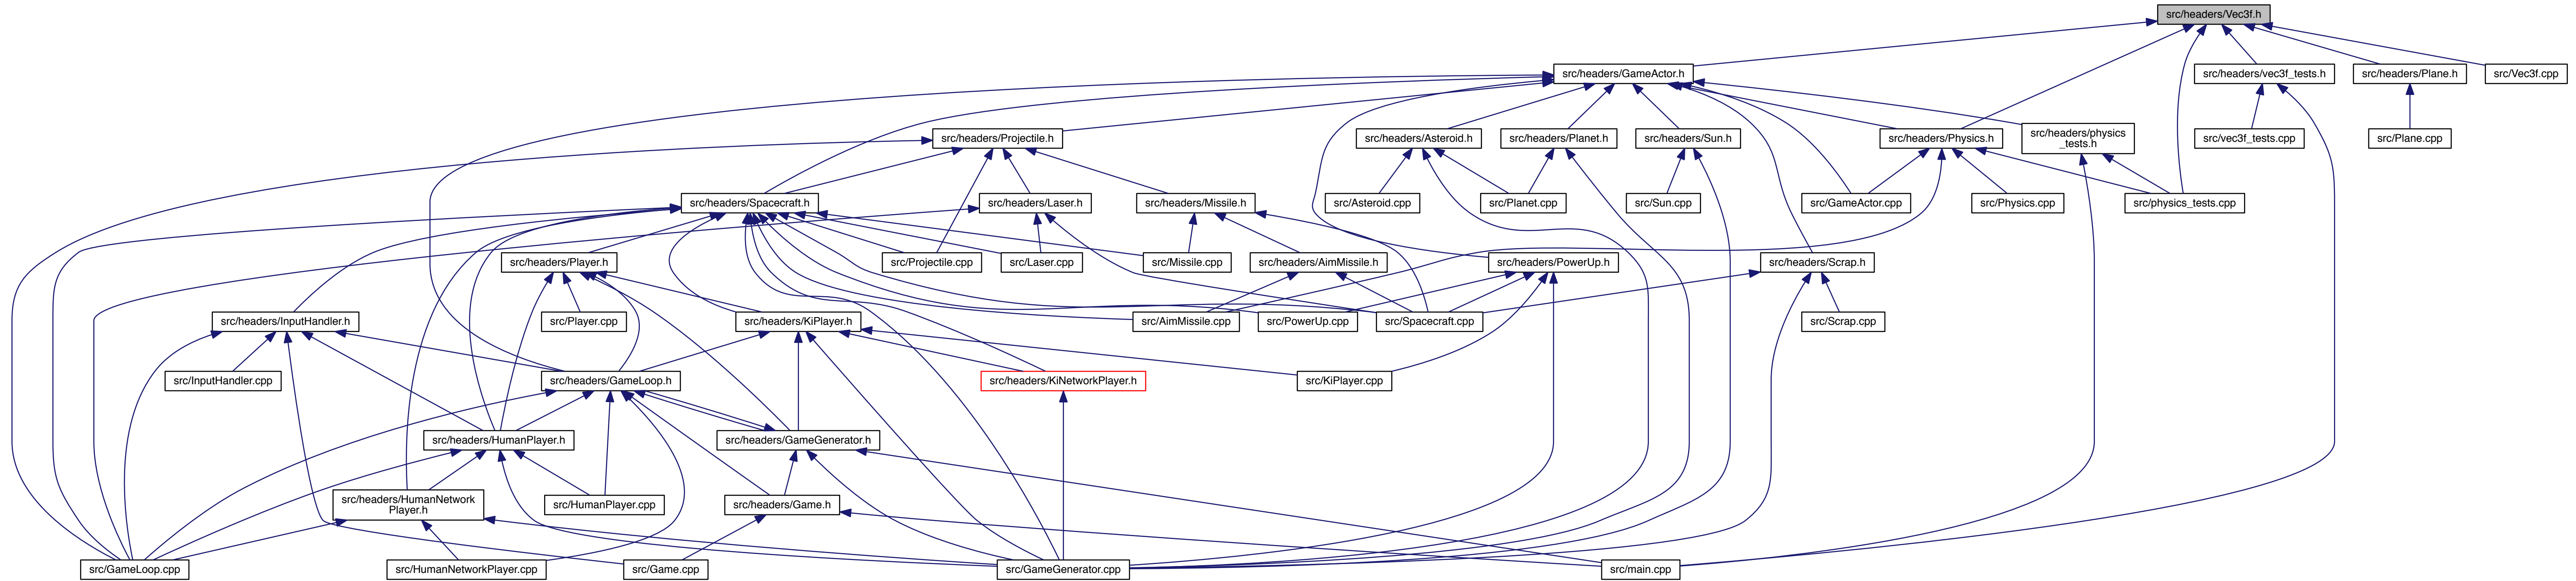 src/headers/Vec3f.h
src/headers/GameActor.h
src/headers/vec3f_tests.h
src/headers/Plane.h
src/Vec3f.cpp
src/headers/Projectile.h
src/headers/Asteroid.h
src/headers/Planet.h
src/headers/Sun.h
src/headers/Physics.h
src/headers/physics
_tests.h
src/vec3f_tests.cpp
src/Plane.cpp
src/headers/Spacecraft.h
src/headers/Laser.h
src/headers/Missile.h
src/Asteroid.cpp
src/Planet.cpp
src/Sun.cpp
src/GameActor.cpp
src/Physics.cpp
src/physics_tests.cpp
src/headers/Player.h
src/Projectile.cpp
src/Laser.cpp
src/Missile.cpp
src/headers/AimMissile.h
src/headers/PowerUp.h
src/headers/Scrap.h
src/headers/InputHandler.h
src/Player.cpp
src/headers/KiPlayer.h
src/AimMissile.cpp
src/PowerUp.cpp
src/Spacecraft.cpp
src/Scrap.cpp
src/InputHandler.cpp
src/headers/GameLoop.h
src/headers/KiNetworkPlayer.h
src/KiPlayer.cpp
src/headers/HumanPlayer.h
src/headers/GameGenerator.h
src/headers/HumanNetwork
Player.h
src/HumanPlayer.cpp
src/headers/Game.h
src/GameLoop.cpp
src/HumanNetworkPlayer.cpp
src/Game.cpp
src/GameGenerator.cpp
src/main.cpp